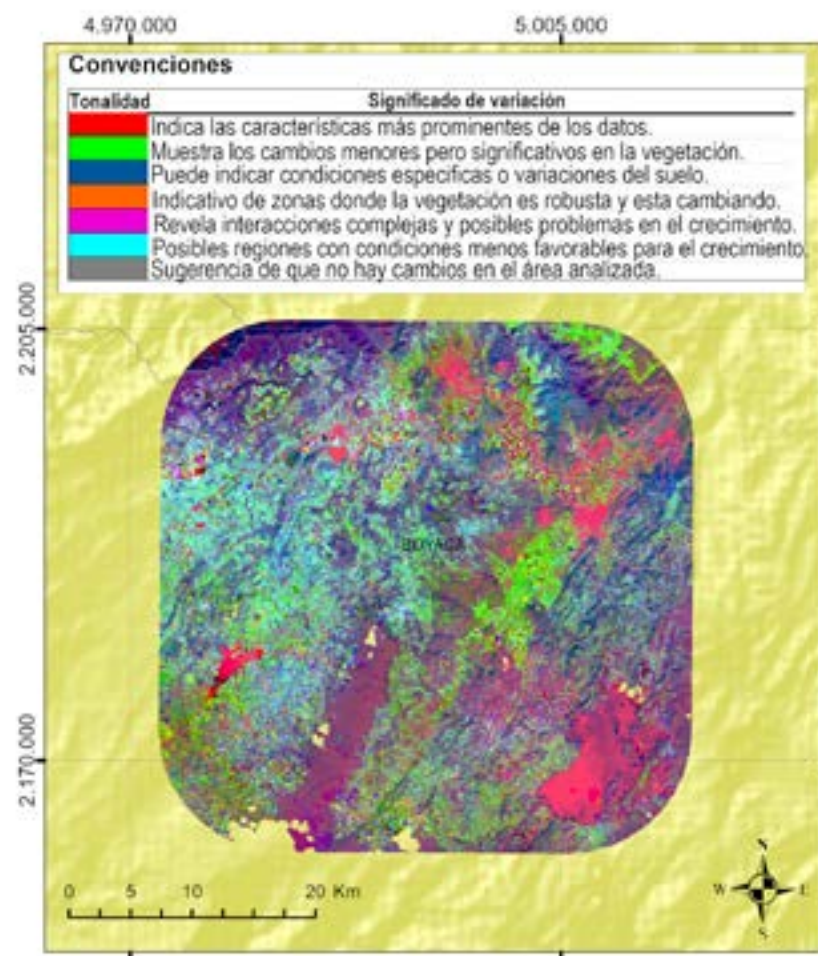 4.970.000 5.005.000
Convenciones
Tonalidad Significado de variación
Indica las características más prominentes de los datos.
Muestra los cambios menores pero significativos en la vegetación.
Puede indicar condiciones especificas o variaciones del suelo.
Indicativo de zonas donde la vegetación es robusta y esta cambiando.
Revela interacciones complejas y posibles problemas en el crecimiento.
Posibles regiones con condiciones menos favorables para el crecimiento.
Sugerencia de que no hay cambios en el área analizada.
2.205.000
BOYACÁ
2.170.000
N
W E
S
0 5 10 20 Km